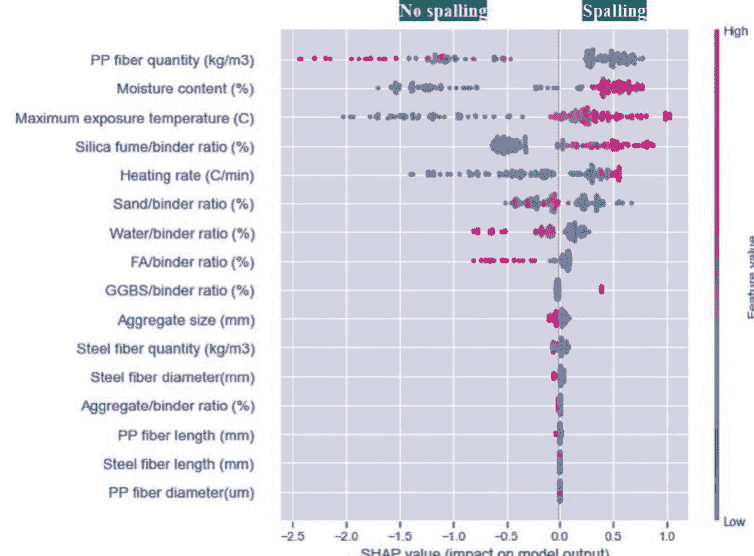 No spalling Spalling
High
PP fiber quantity (kg/m3)
Moisture content (%)
Maximum exposure temperature (C)
Silica fume/binder ratio (%)
Heating rate (C/min)
Sand/binder ratio (%)
Water/binder ratio (%)
FA/binder ratio (%)
GGBS/binder ratio (%)
Aggregate size (mm)
Steel fiber quantity (kg/m3)
Steel fiber diameter(mm)
Aggregate/binder ratio (%)
PP fiber length (mm)
Steel fiber length (mm)
PP fiber diameter(um)
Feature value
Low
−2.5 −2.0 −1.5 −1.0 −0.5 0.0 0.5 1.0
SHAP value (impact on model output)